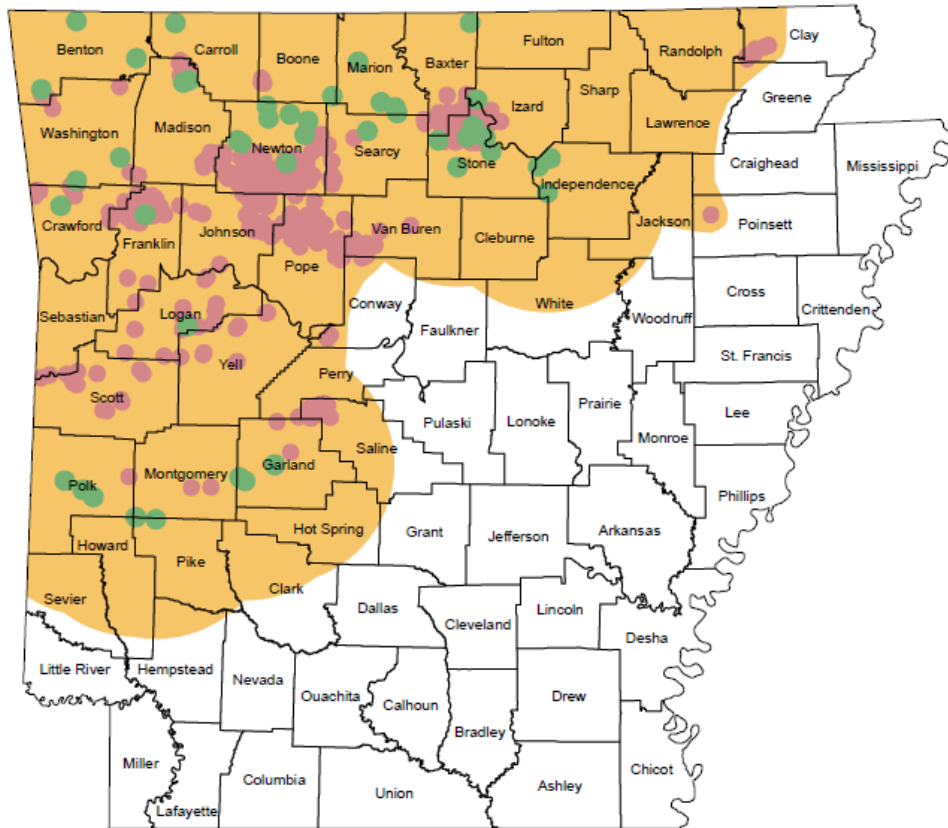 Benton
Carroll
Boone
Marion
Baxter
Fulton
Randolph
Clay
Sharp
Izard
Greene
Washington
Madison
Newton
Searcy
Stone
Lawrence
Independence
Craighead
Mississippi
Crawford
Franklin
Johnson
Van Buren
Cleburne
Jackson
Poinsett
Pope
Sebastian
Logan
Conway
White
Cross
Crittenden
Faulkner
Woodruff
Yell
St. Francis
Perry
Scott
Prairie
Lee
Pulaski
Lonoke
Saline
Monroe
Garland
Montgomery
Polk
Phillips
Hot Spring
Grant
Jefferson
Arkansas
Howard
Pike
Clark
Sevier
Dallas
Lincoln
Cleveland
Desha
Little River
Hempstead
Nevada
Ouachita
Calhoun
Drew
Bradley
Miller
Columbia
Union
Ashley
Chicot
Lafayette